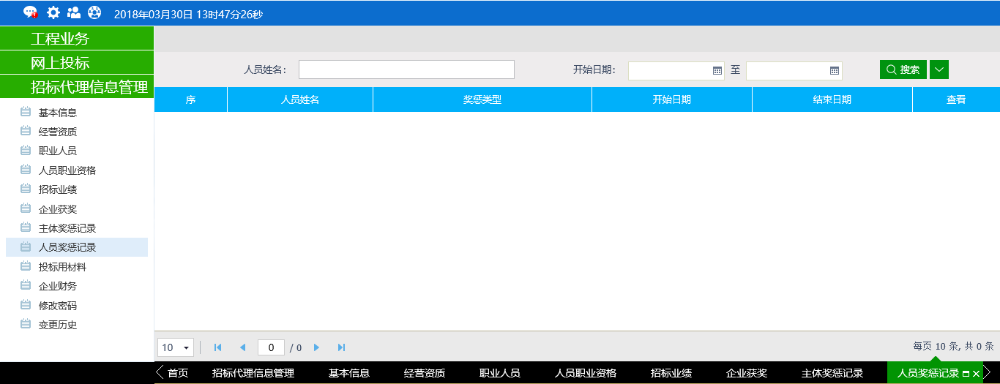 2018年03月30日 13时47分26秒
工程业务
网上投标
招标代理信息管理
基本信息
经营资质
职业人员
人员职业资格
招标业绩
企业获奖
主体奖惩记录
人员奖惩记录
投标用材料
企业财务
修改密码
变更历史
人员姓名: 开始日期: 至 搜索
序 人员姓名 奖惩类型 开始日期 结束日期 查看
10 0 / 0 每页 10 条, 共 0 条
首页 招标代理信息管理 基本信息 经营资质 职业人员 人员职业资格 招标业绩 企业获奖 主体奖惩记录 人员奖惩记录